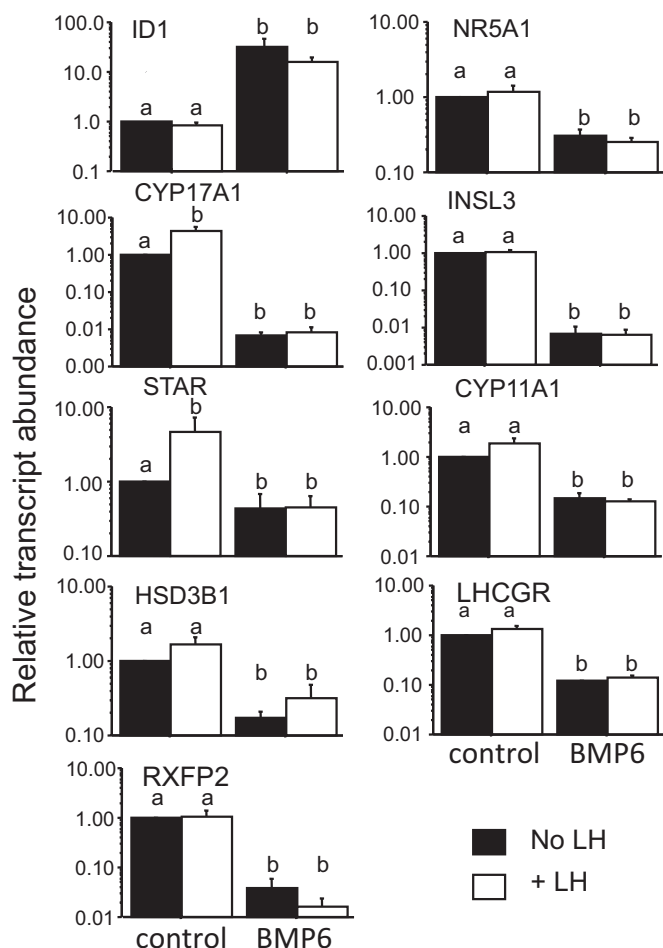 Relative transcript abundance
ID1
100.0
10.0
1.0
0.1
a a b b
NR5A1
1.00
0.10
a a b b
CYP17A1
10.00
1.00
0.10
0.01
0.00
a b b b
INSL3
10.00
1.00
0.10
0.01
0.001
a a b b
STAR
10.00
1.00
0.10
a b b b
CYP11A1
10.00
1.00
0.10
0.01
a a b b
HSD3B1
10.00
1.00
0.10
a a b b
LHCGR
10.00
1.00
0.10
0.01
a a b b
control BMP6
RXFP2
10.00
1.00
0.10
0.01
a a b b
control BMP6
No LH
+ LH